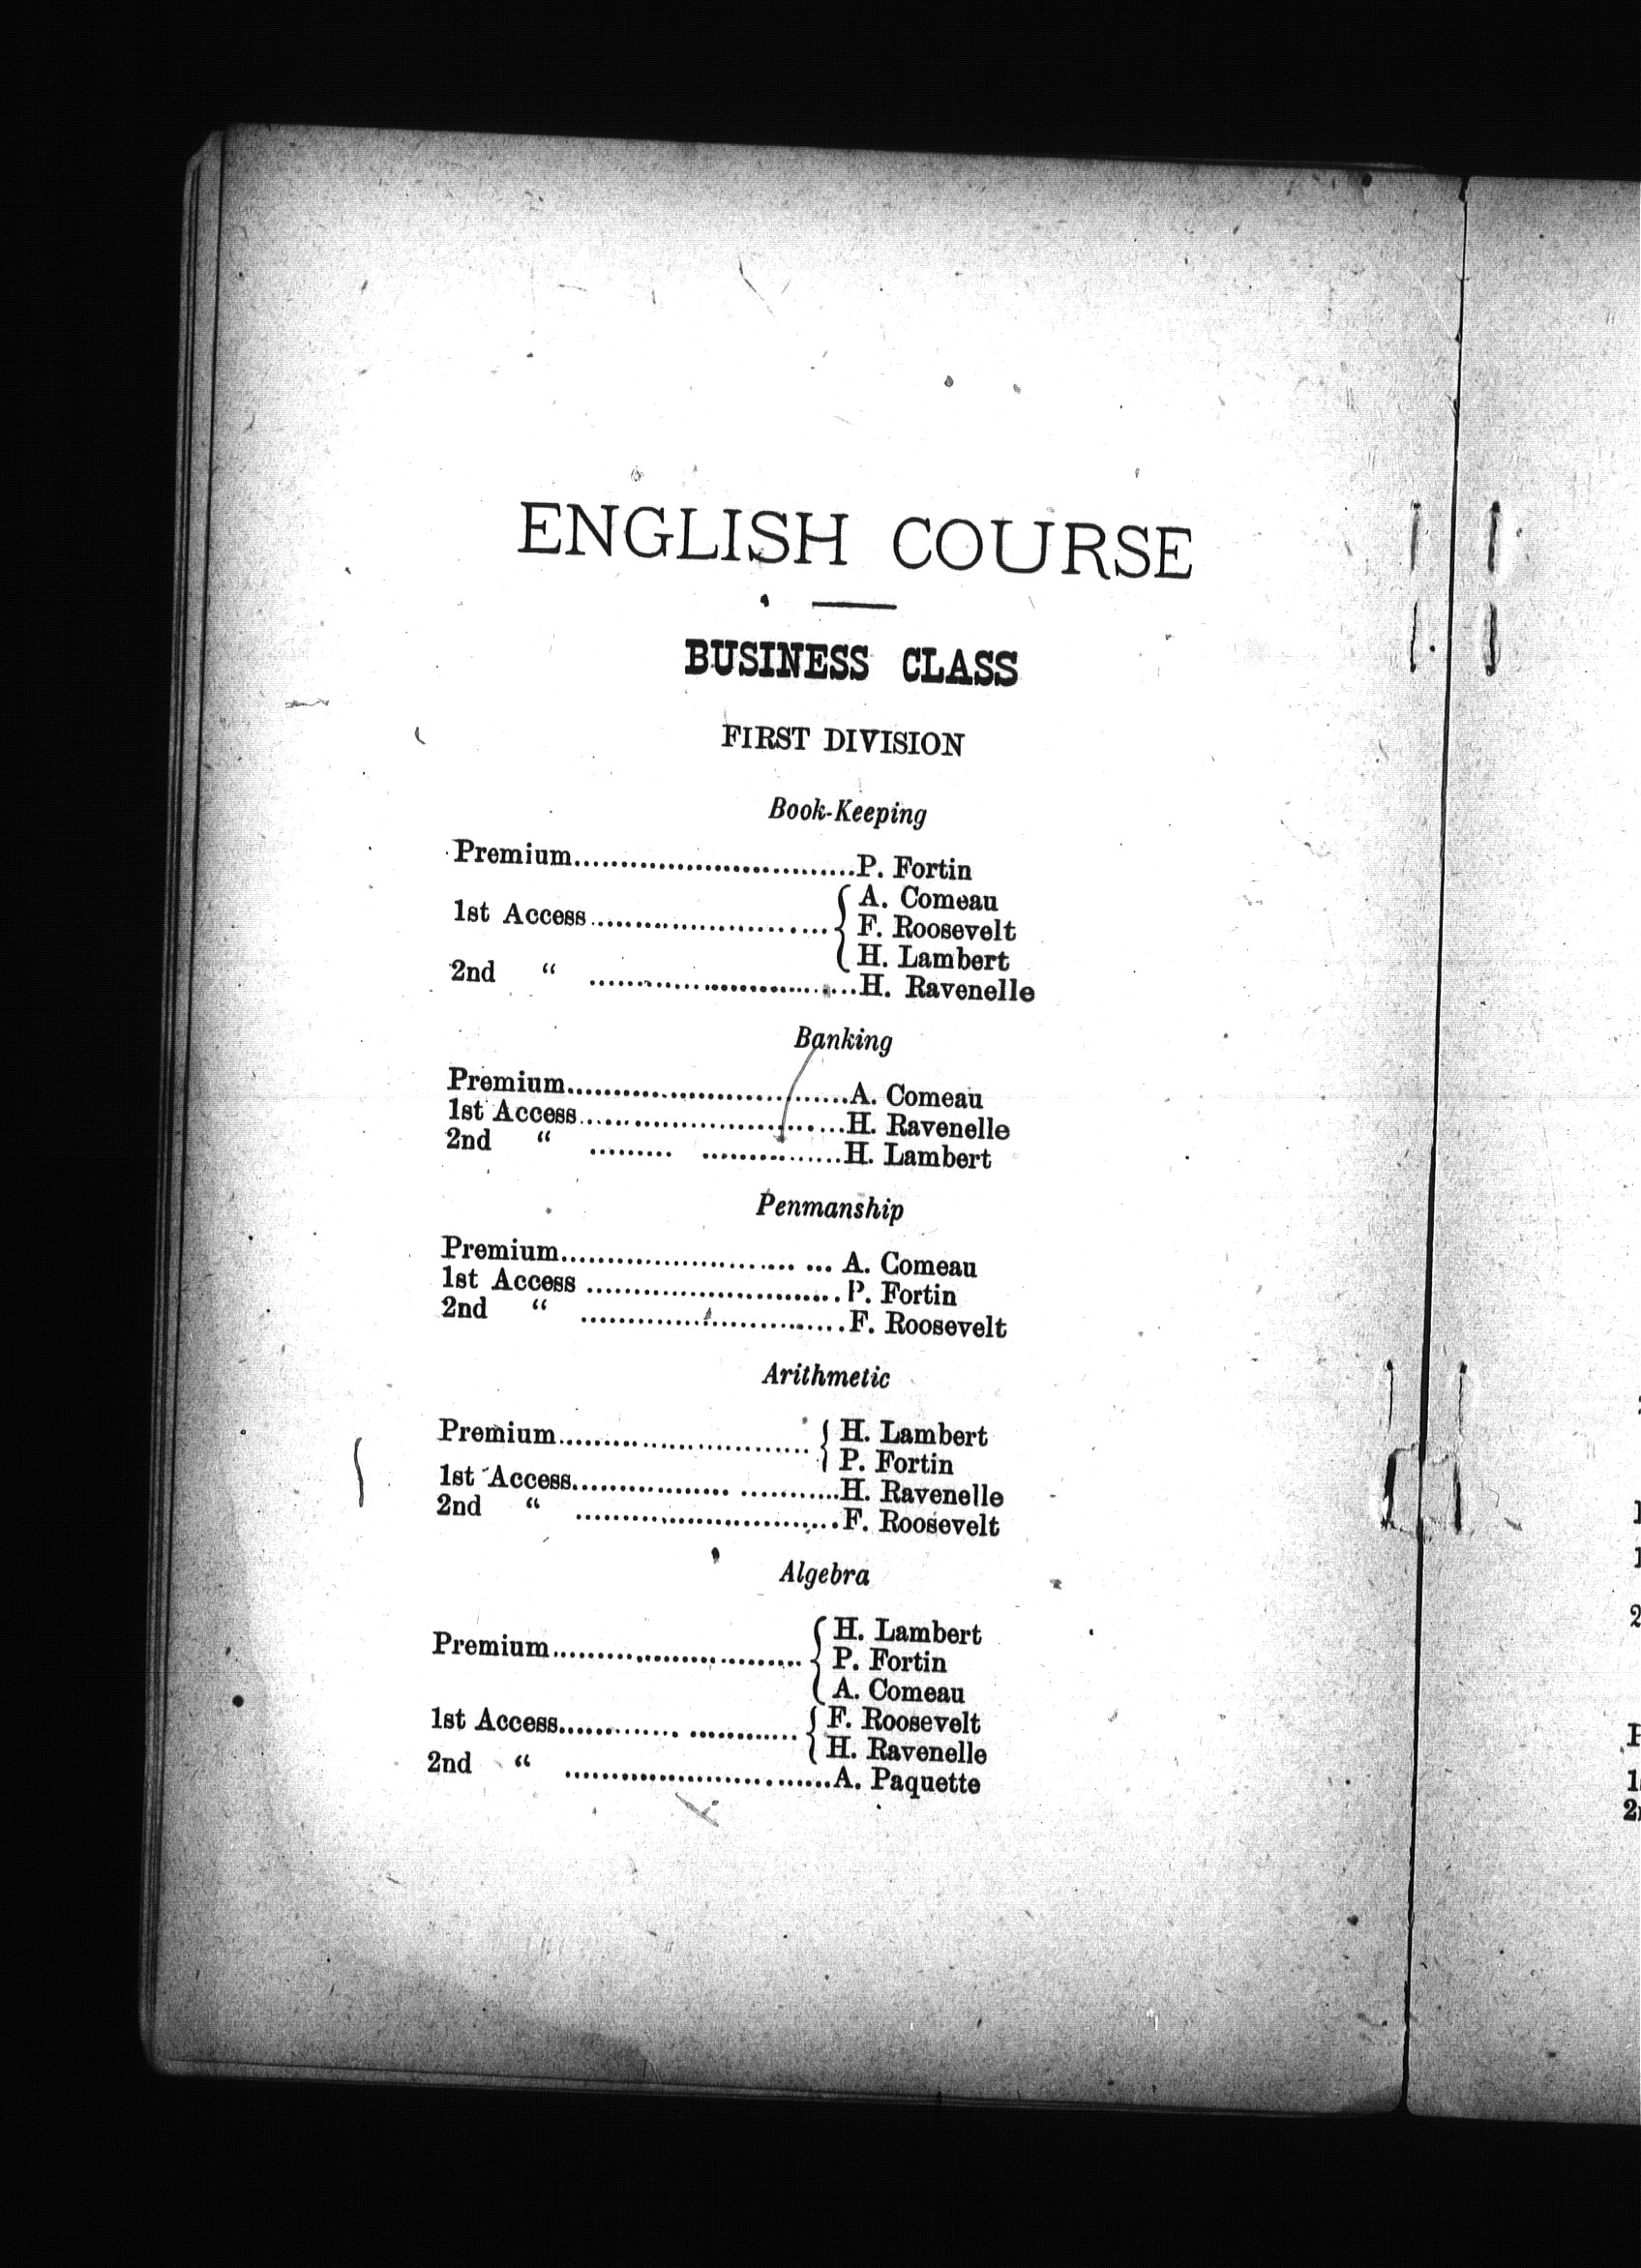 ENGLISH COURSE
BUSINESS CLASS
FIRST DIVISION
Book-Keeping
Premium..............................P. Fortin
1st Access.........................{ A. Comeau
F. Roosevelt
H. Lambert
2nd “ .............................H. Ravenelle
Banking
Premium..............................A. Comeau
1st Access............................H. Ravenelle
2nd “ ......... ...............H. Lambert
Penmanship
Premium......................... ... A. Comeau
1st Access ...........................P. Fortin
2nd “ ............................F. Roosevelt
Arithmetic
Premium...........................{ H. Lambert
P. Fortin
1st Access................. ...........H. Ravenelle
2nd “ ............................F. Roosevelt
Algebra
Premium...........................{ H. Lambert
P. Fortin
A. Comeau
1st Access............. ............{ F. Roosevelt
H. Ravenelle
2nd “ ............................A. Paquette